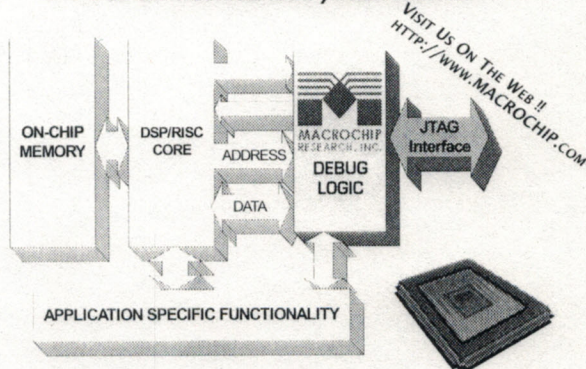 VISIT US ON THE WEB !!
HTTP://WWW.MACROCHIP.COM
ON-CHIP
MEMORY
DSP/RISC
CORE
ADDRESS
DATA
MACROCHIP
RESEARCH, INC.
DEBUG
LOGIC
JTAG
Interface
APPLICATION SPECIFIC FUNCTIONALITY